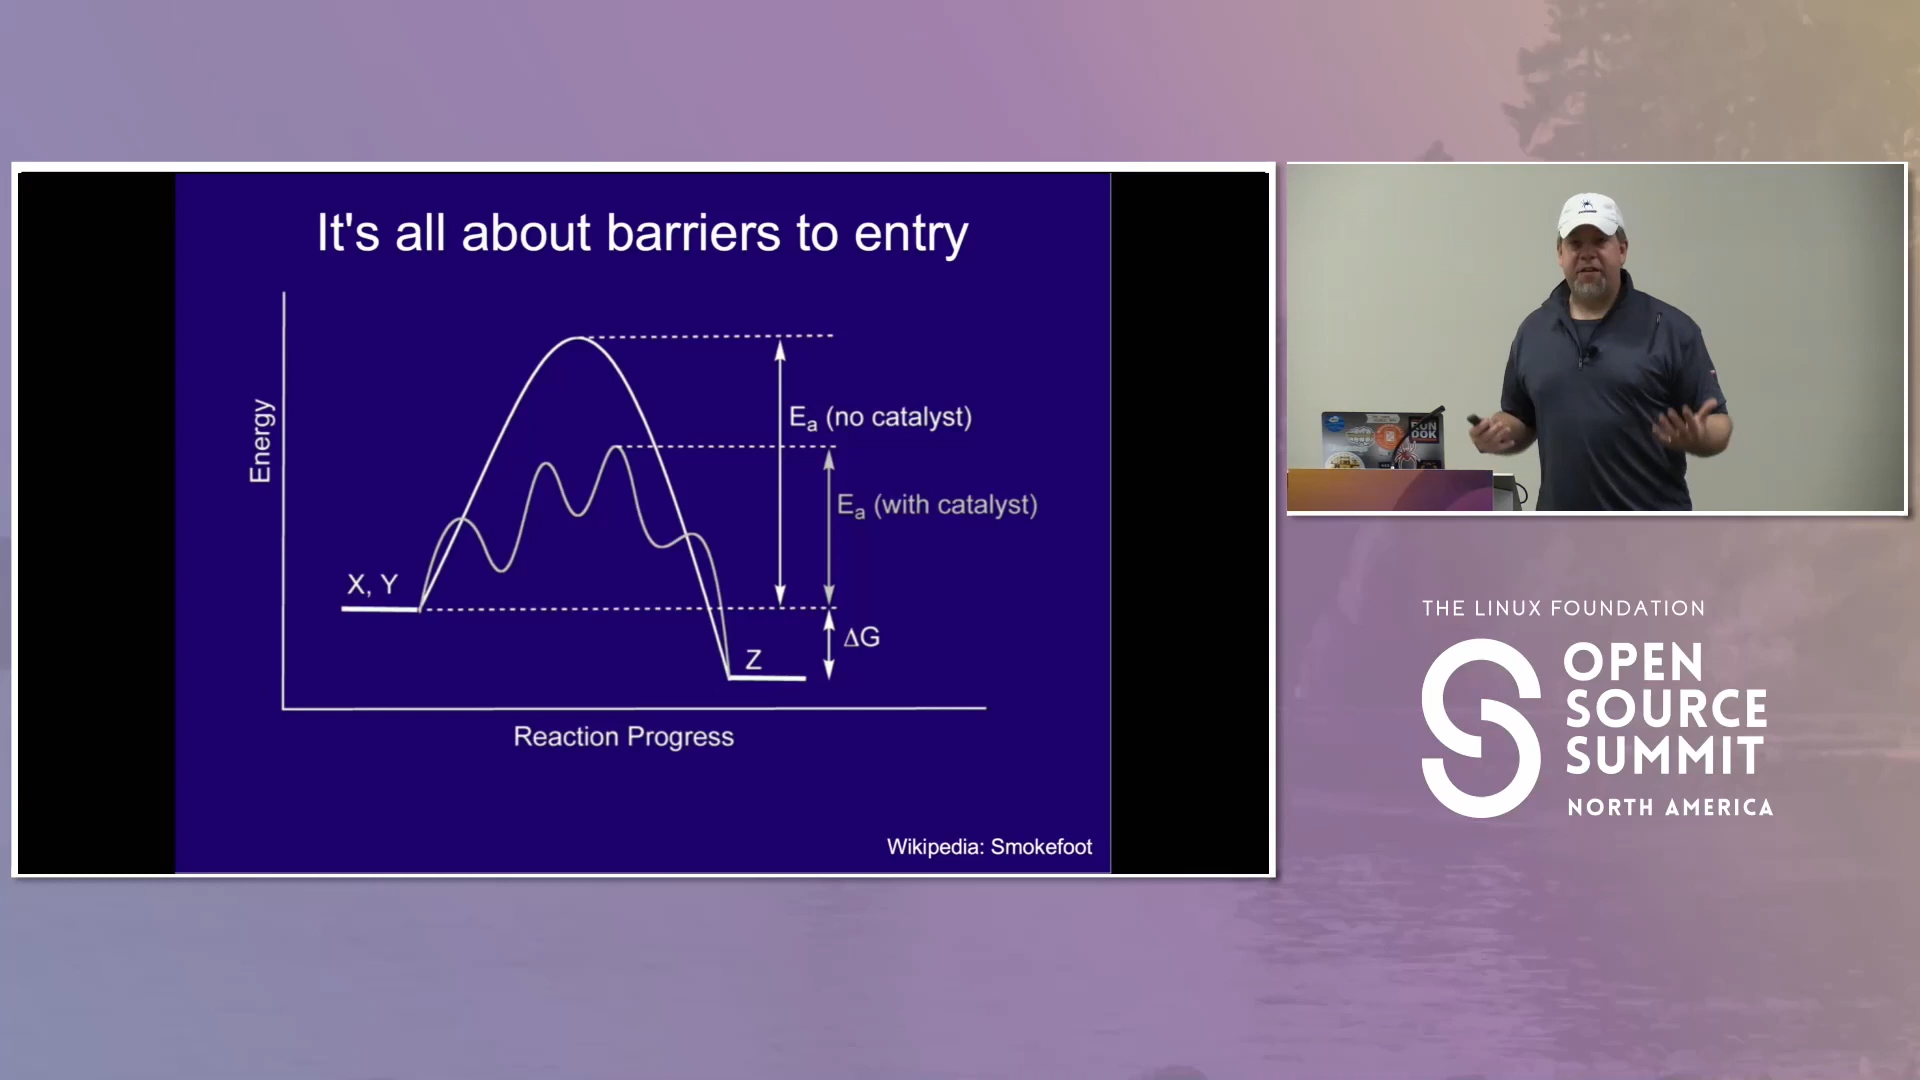 It's all about barriers to entry
Energy
Eₐ (no catalyst)
Eₐ (with catalyst)
X, Y
ΔG
Z
Reaction Progress
Wikipedia: Smokefoot
THE LINUX FOUNDATION
OPEN
SOURCE
SUMMIT
NORTH AMERICA